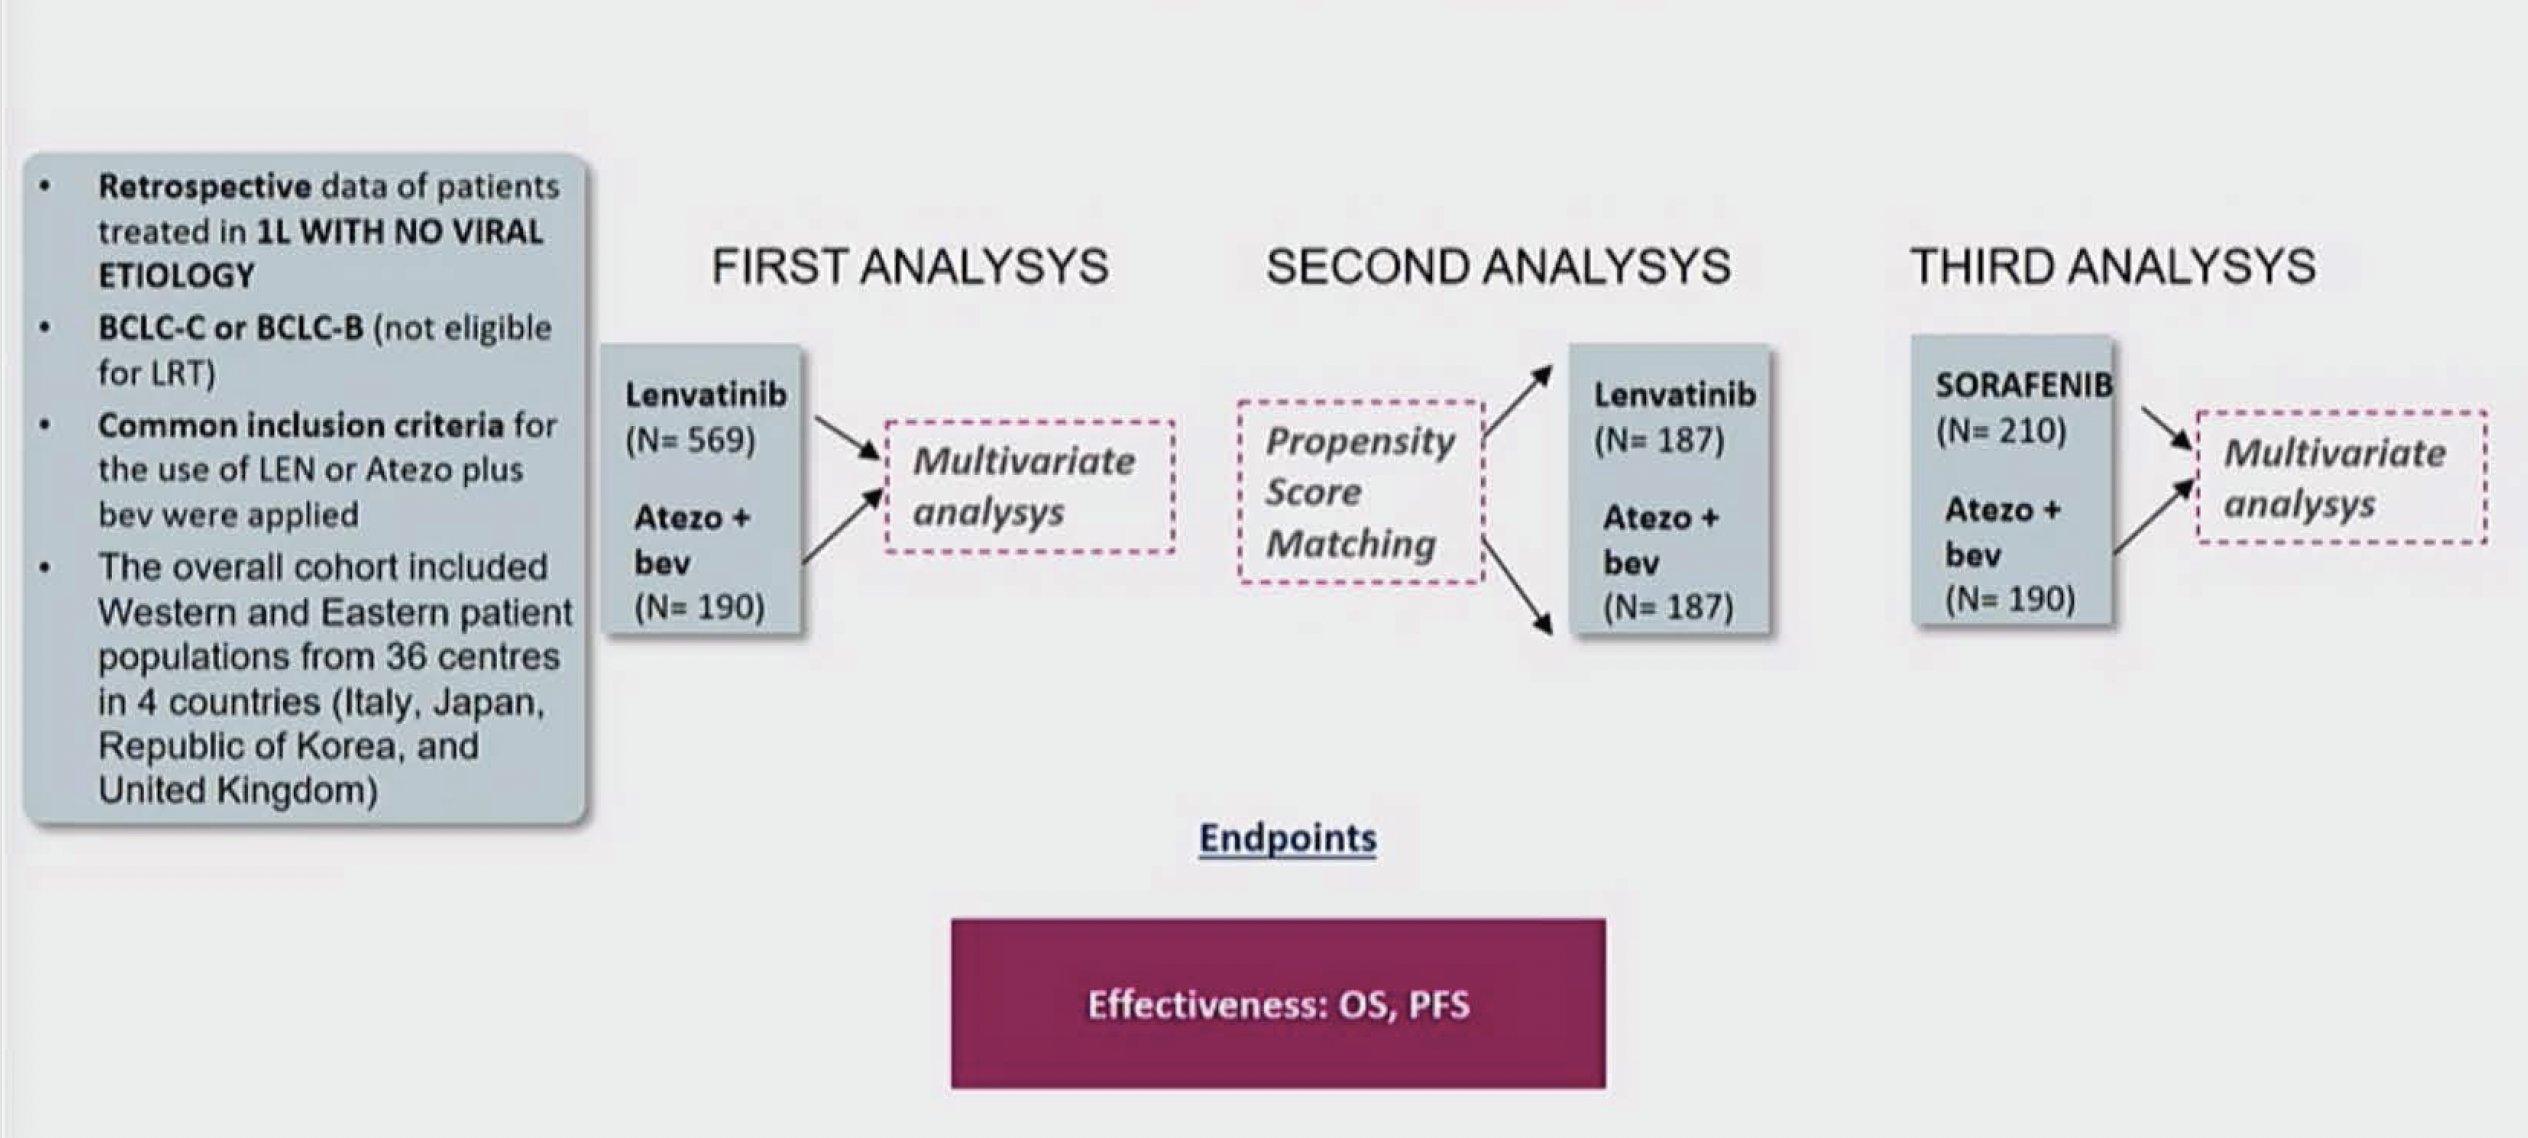 • Retrospective data of patients
treated in 1L WITH NO VIRAL
ETIOLOGY
• BCLC-C or BCLC-B (not eligible
for LRT)
• Common inclusion criteria for
the use of LEN or Atezo plus
bev were applied
• The overall cohort included
Western and Eastern patient
populations from 36 centres
in 4 countries (Italy, Japan,
Republic of Korea, and
United Kingdom)
FIRST ANALYSYS
Lenvatinib
(N= 569)
Atezo +
bev
(N= 190)
Multivariate
analysys
SECOND ANALYSYS
Propensity
Score
Matching
Lenvatinib
(N= 187)
Atezo +
bev
(N= 187)
THIRD ANALYSYS
SORAFENIB
(N= 210)
Atezo +
bev
(N= 190)
Multivariate
analysys
Endpoints
Effectiveness: OS, PFS